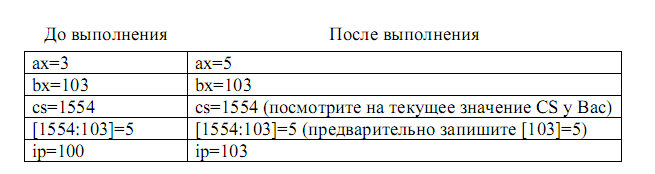 До выполнения После выполнения
ax=3 ax=5
bx=103 bx=103
cs=1554 cs=1554 (посмотрите на текущее значение CS у Вас)
[1554:103]=5 [1554:103]=5 (предварительно запишите [103]=5)
ip=100 ip=103